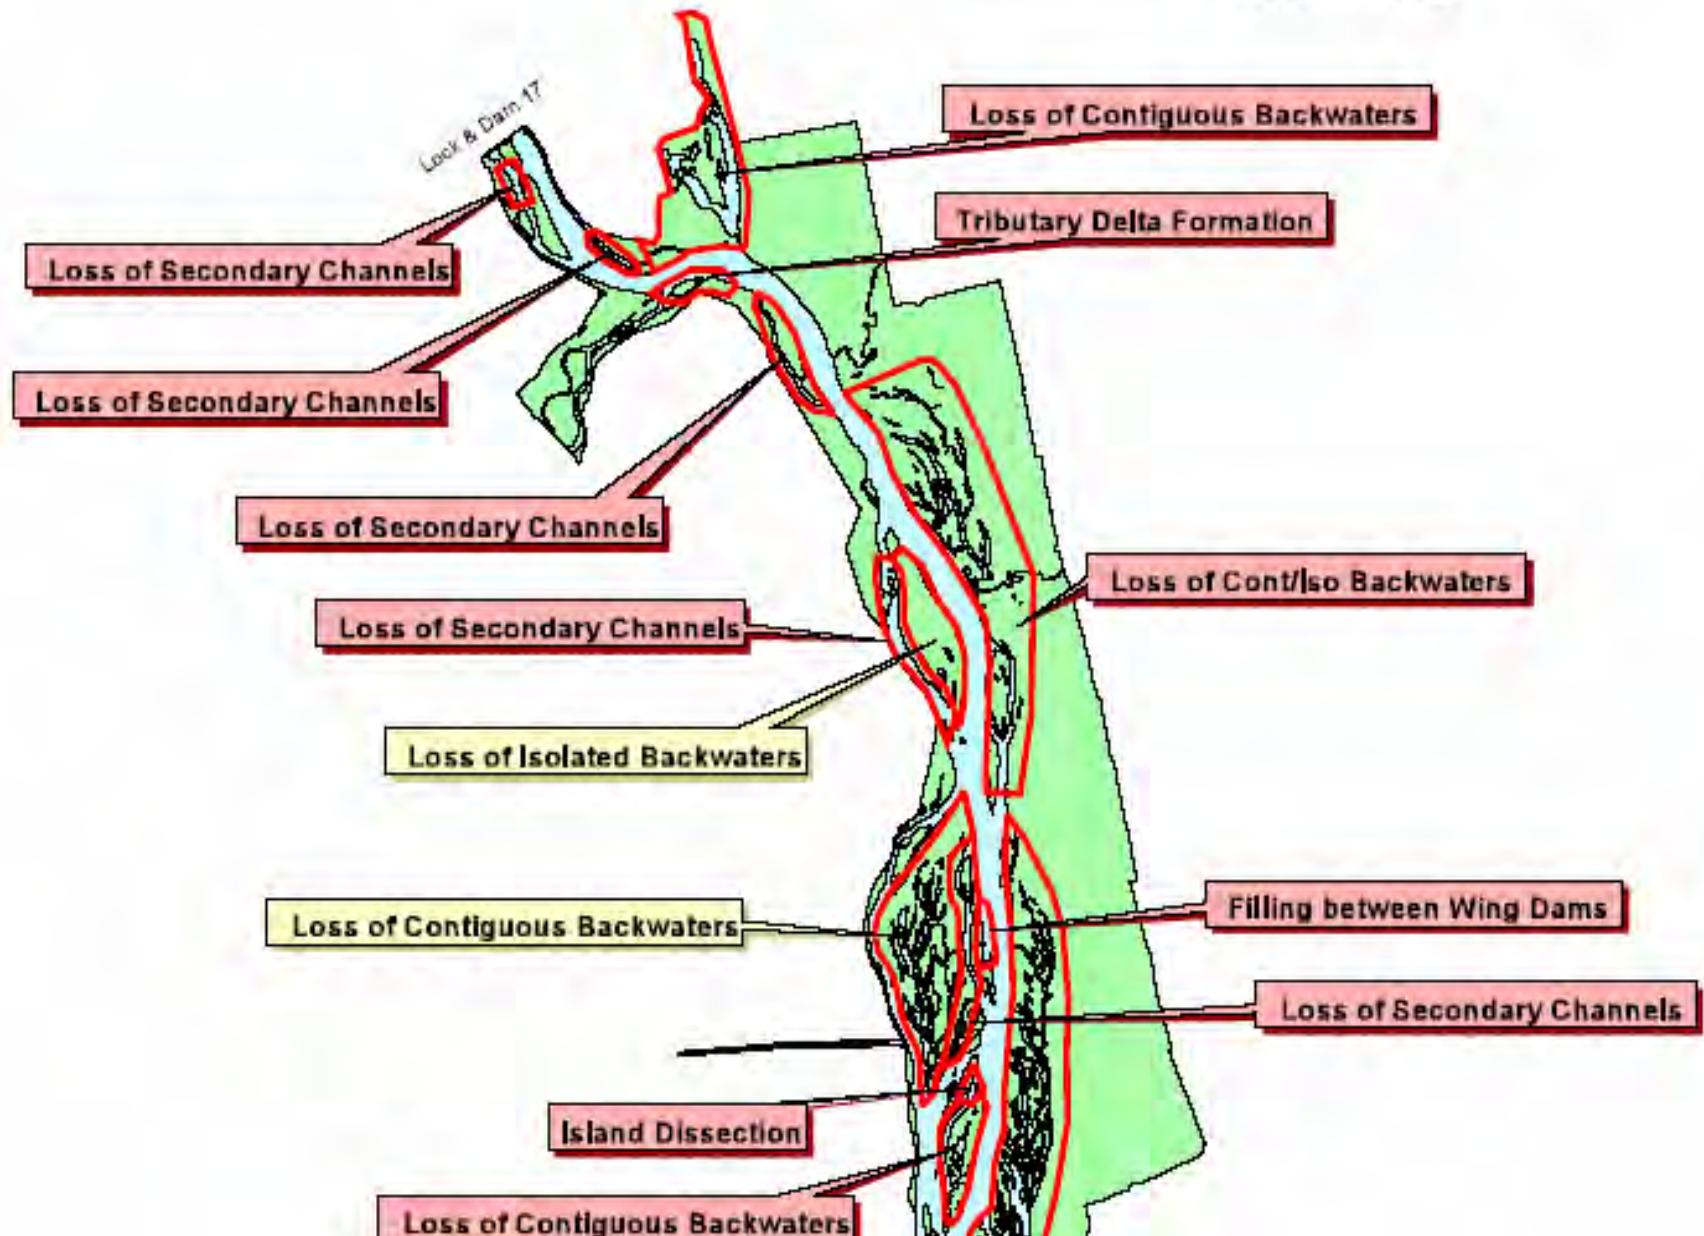 Lock & Dam 17
Loss of Contiguous Backwaters
Tributary Delta Formation
Loss of Secondary Channels
Loss of Secondary Channels
Loss of Secondary Channels
Loss of Cont/Iso Backwaters
Loss of Secondary Channels
Loss of Isolated Backwaters
Filling between Wing Dams
Loss of Contiguous Backwaters
Loss of Secondary Channels
Island Dissection
Loss of Contiguous Backwaters